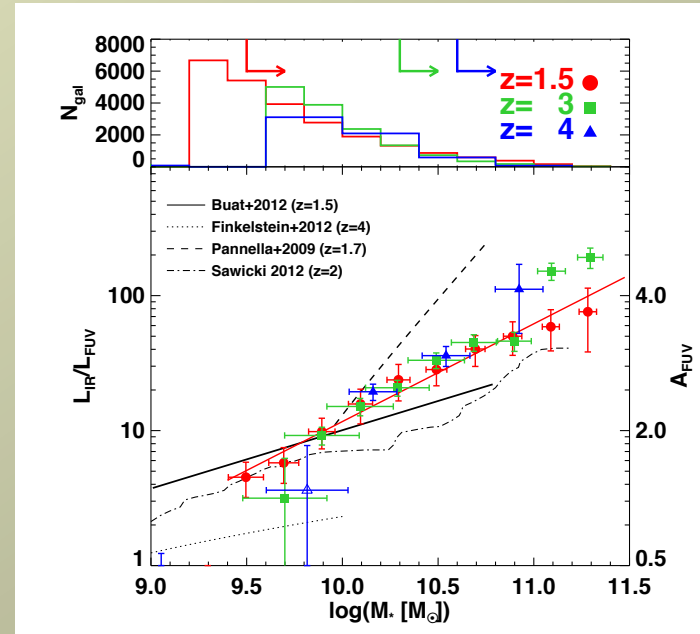 8000
6000
4000
2000
0
N_gal
z=1.5
z= 3
z= 4
Buat+2012 (z=1.5)
Finkelstein+2012 (z=4)
Pannella+2009 (z=1.7)
Sawicki 2012 (z=2)
100
10
1
L_IR/L_FUV
4.0
2.0
0.5
A_FUV
9.0 9.5 10.0 10.5 11.0 11.5
log(M_* [M_⊙])